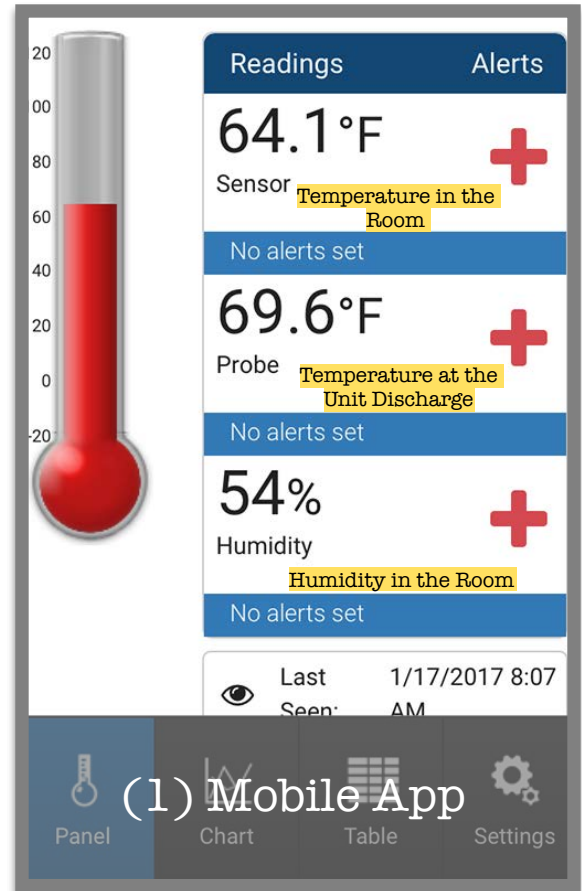 20
00
80
60
40
20
0
-20
Readings Alerts
64.1°F
Sensor
Temperature in the
Room
No alerts set
69.6°F
Probe
Temperature at the
Unit Discharge
No alerts set
54%
Humidity
Humidity in the Room
No alerts set
Last 1/17/2017 8:07
Seen: AM
(1) Mobile App
Panel Chart Table Settings